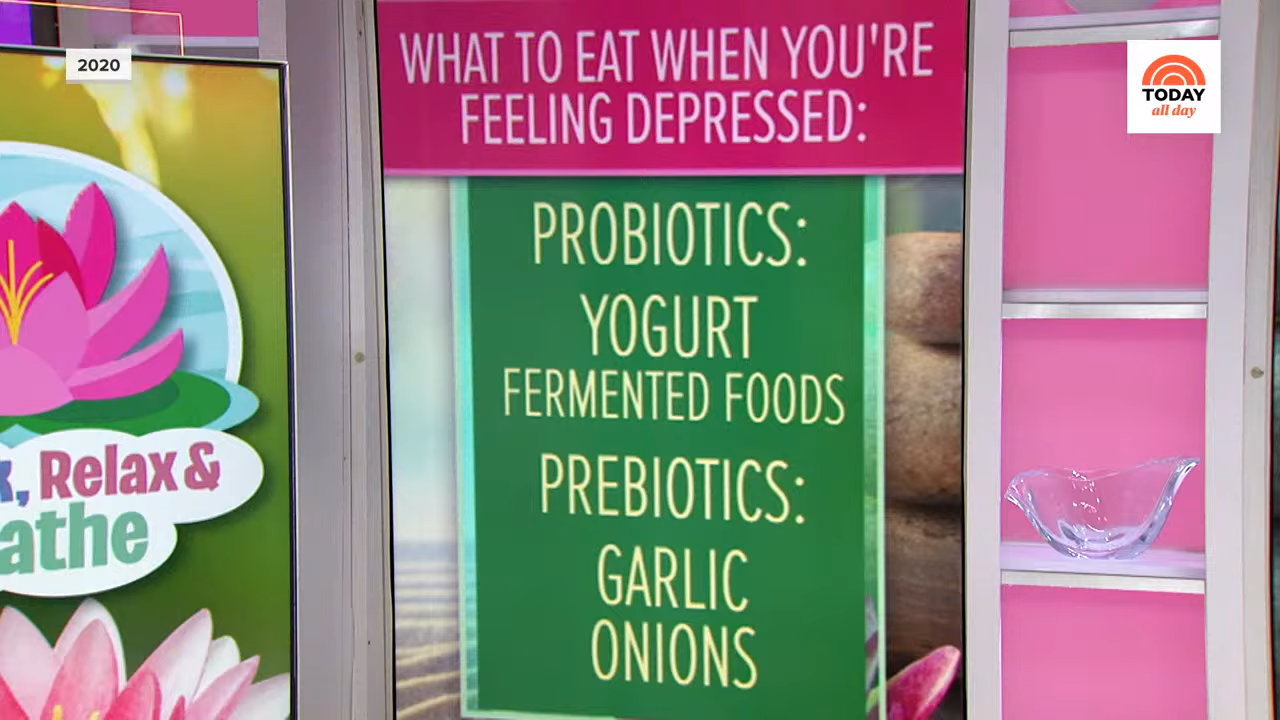 2020
WHAT TO EAT WHEN YOU'RE
FEELING DEPRESSED:
PROBIOTICS:
YOGURT
FERMENTED FOODS
PREBIOTICS:
GARLIC
ONIONS
Relax &
TODAY
all day